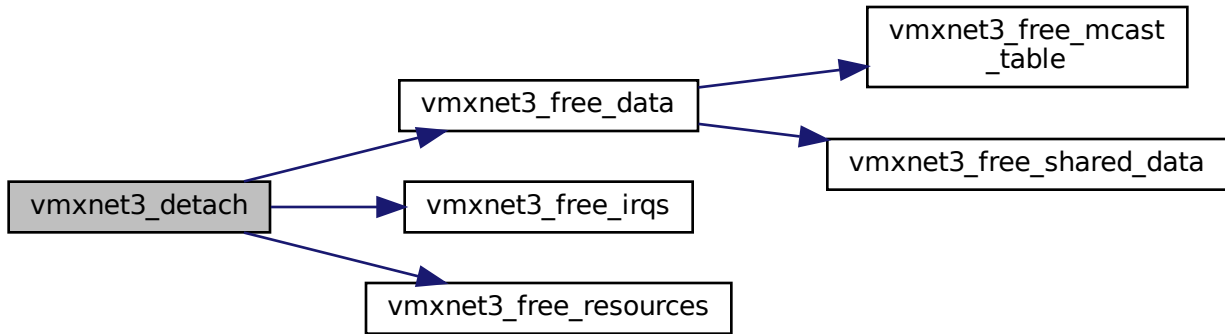 vmxnet3_free_mcast
_table
vmxnet3_free_data
vmxnet3_free_shared_data
vmxnet3_detach
vmxnet3_free_irqs
vmxnet3_free_resources